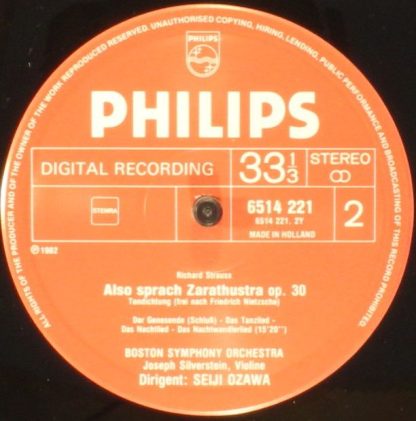 ALL RIGHTS OF THE PRODUCER AND OF THE OWNER OF THE WORK REPRODUCED RESERVED. UNAUTHORISED COPYING, HIRING, LENDING, PUBLIC PERFORMANCE AND BROADCASTING OF THIS RECORD PROHIBITED
PHILIPS
PHILIPS
DIGITAL RECORDING
33 1/3
STEREO
STEMRA
6514 221
6514 221. 2Y
MADE IN HOLLAND
2
℗ 1982
Richard Strauss
Also sprach Zarathustra op. 30
Tondichtung (frei nach Friedrich Nietzsche)
Der Genesende (Schluß) - Das Tanzlied -
Das Nachtlied - Das Nachtwandlerlied (15'20")
BOSTON SYMPHONY ORCHESTRA
Joseph Silverstein, Violine
Dirigent: SEIJI OZAWA